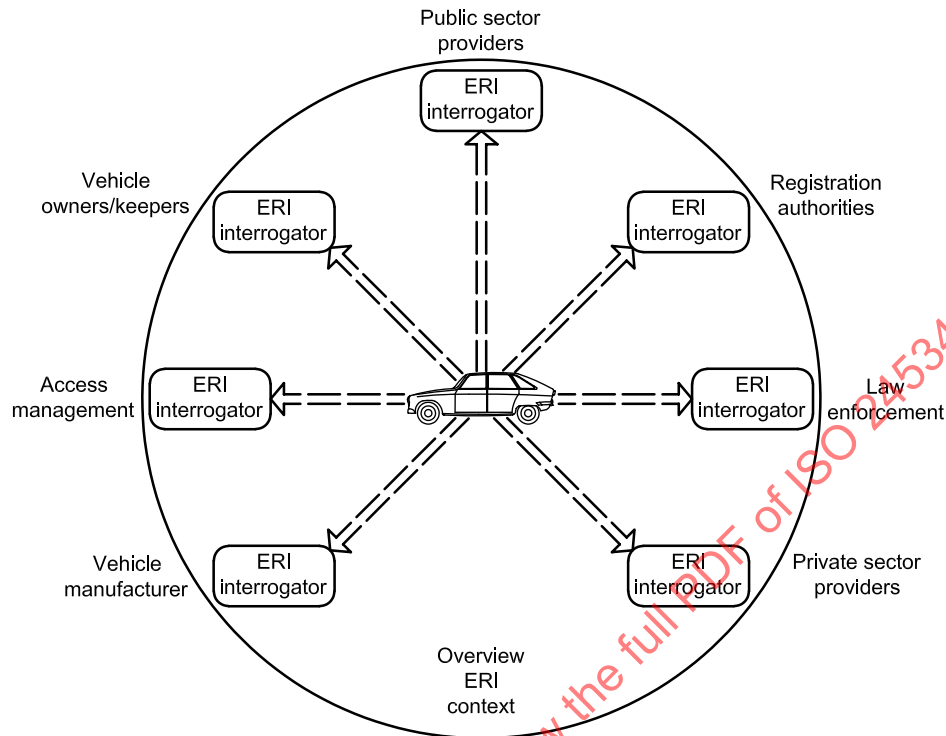 Public sector
providers
ERI
interrogator
Vehicle
owners/keepers
ERI
interrogator
ERI
interrogator
Registration
authorities
Access
management
ERI
interrogator
ERI
interrogator
Law
enforcement
Vehicle
manufacturer
ERI
interrogator
ERI
interrogator
Private sector
providers
Overview
ERI
context
the full PDF of ISO 24534